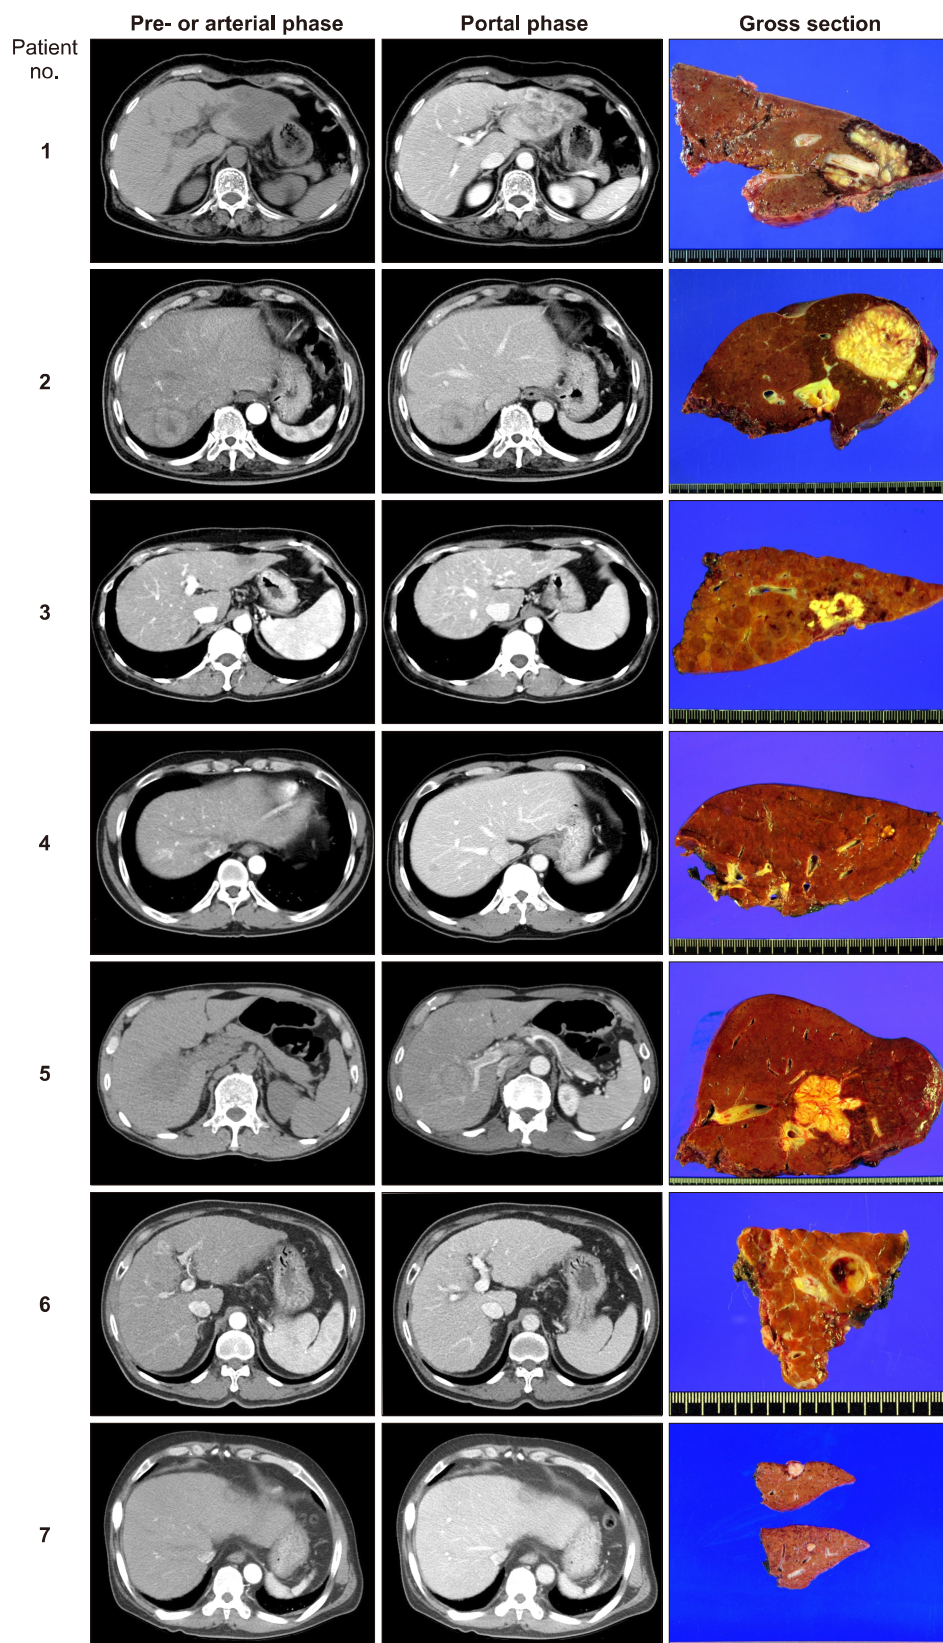 Pre- or arterial phase
Portal phase
Gross section
Patient
no.
1
2
3
4
5
6
7